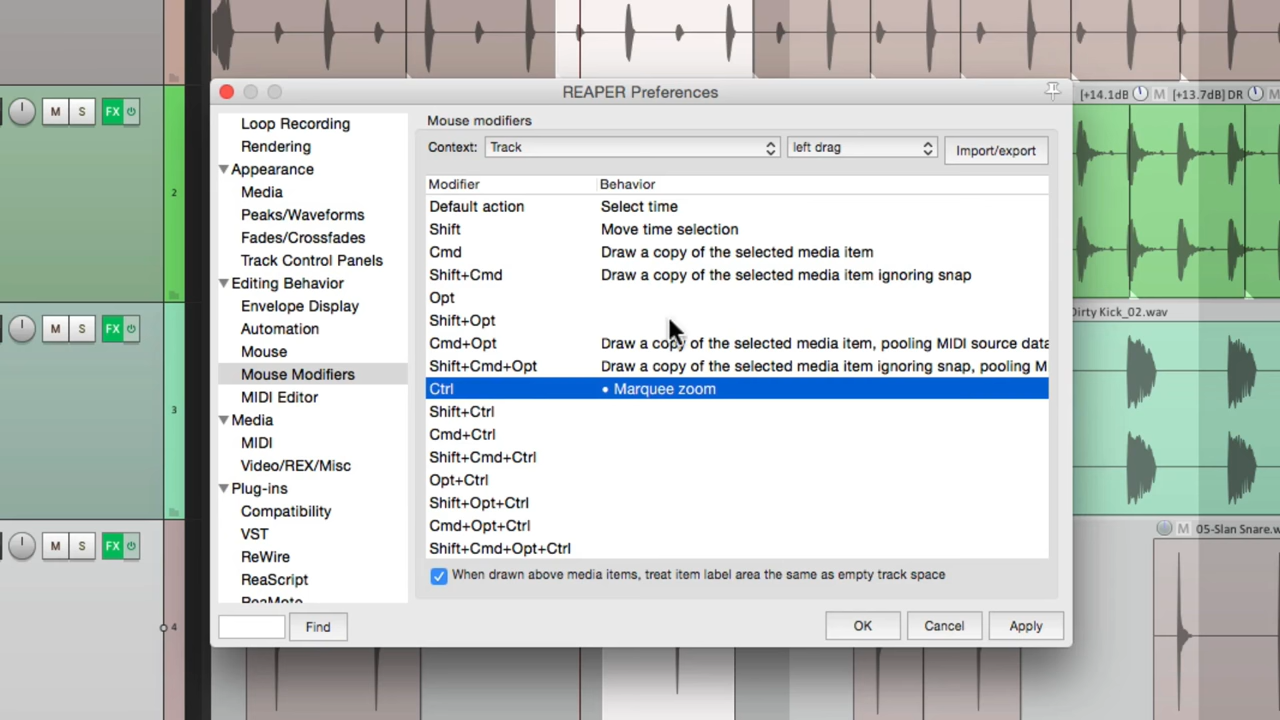 REAPER Preferences
[+14.1dB M [+13.7dB] DR
M S FX
2
Loop Recording
Rendering
Appearance
Media
Peaks/Waveforms
Fades/Crossfades
Track Control Panels
Editing Behavior
Envelope Display
Automation
Mouse
Mouse Modifiers
MIDI Editor
Media
MIDI
Video/REX/Misc
Plug-ins
Compatibility
VST
ReWire
ReaScript
ReaMote
Find
Mouse modifiers
Context: Track left drag Import/export
Modifier Behavior
Default action Select time
Shift Move time selection
Cmd Draw a copy of the selected media item
Shift+Cmd Draw a copy of the selected media item ignoring snap
Opt
Shift+Opt
Cmd+Opt Draw a copy of the selected media item, pooling MIDI source data
Shift+Cmd+Opt Draw a copy of the selected media item ignoring snap, pooling M
Ctrl • Marquee zoom
Shift+Ctrl
Cmd+Ctrl
Shift+Cmd+Ctrl
Opt+Ctrl
Shift+Opt+Ctrl
Cmd+Opt+Ctrl
Shift+Cmd+Opt+Ctrl
When drawn above media items, treat item label area the same as empty track space
OK Cancel Apply
M S FX
3
Dirty Kick_02.wav
M S FX
4
M 05-Slan Snare.w